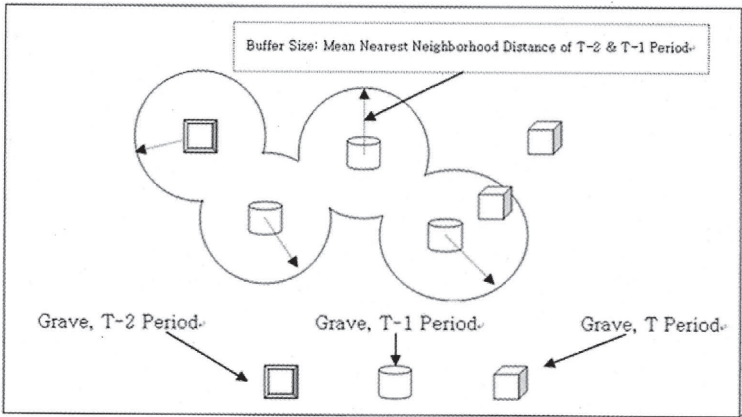 Buffer Size: Mean Nearest Neighborhood Distance of T-2 & T-1 Period
Grave, T-2 Period
Grave, T-1 Period
Grave, T Period